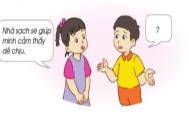 Nhà sạch sẽ giúp
mình cảm thấy
dễ chịu.
?